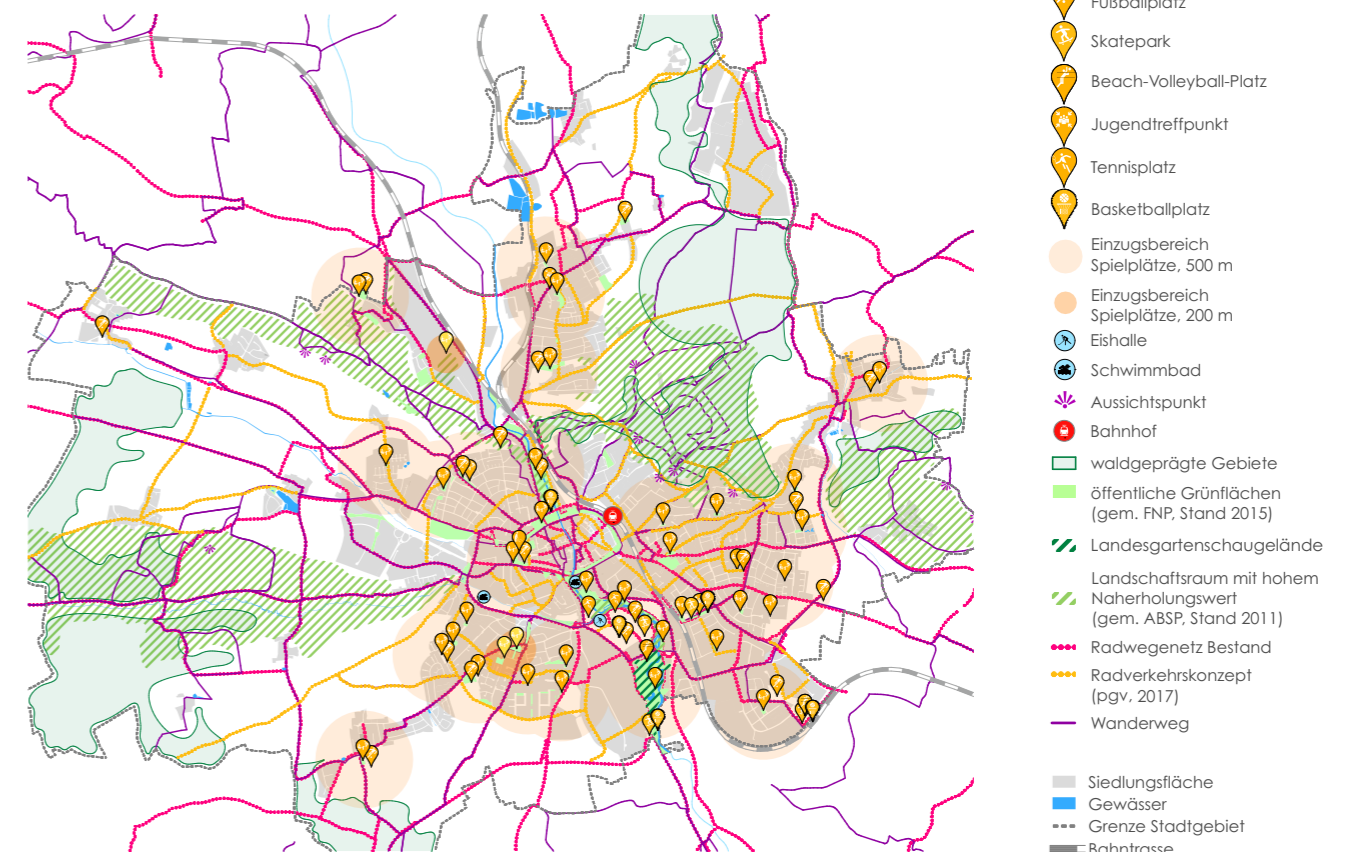 Fußballplatz
Skatepark
Beach-Volleyball-Platz
Jugendtreffpunkt
Tennisplatz
Basketballplatz
Einzugsbereich
Spielplätze, 500 m
Einzugsbereich
Spielplätze, 200 m
Eishalle
Schwimmbad
Aussichtspunkt
Bahnhof
waldgeprägte Gebiete
öffentliche Grünflächen
(gem. FNP, Stand 2015)
Landesgartenschaugelände
Landschaftsraum mit hohem
Naherholungswert
(gem. ABSP, Stand 2011)
Radwegenetz Bestand
Radverkehrskonzept
(pgv, 2017)
Wanderweg
Siedlungsfläche
Gewässer
Grenze Stadtgebiet
Bahntrasse